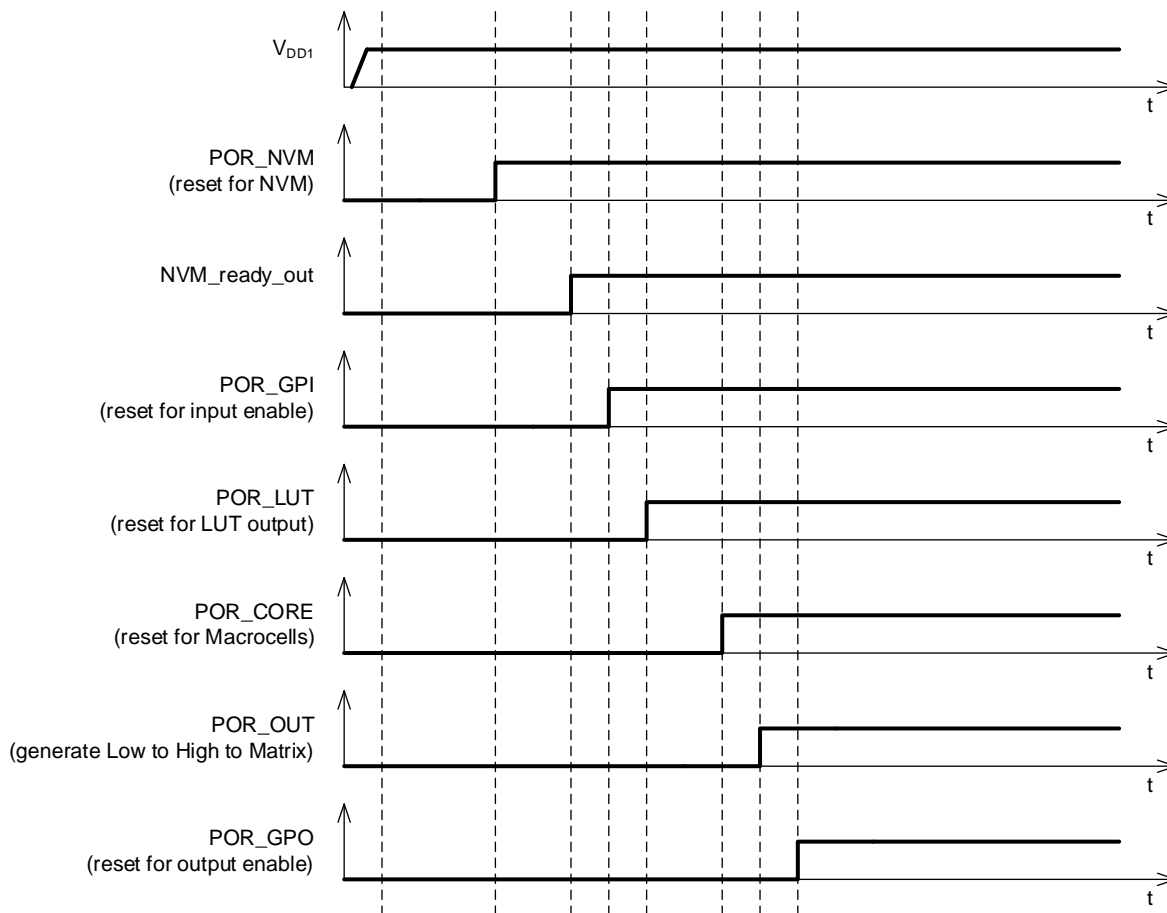 V_DD1
t
POR_NVM
(reset for NVM)
t
NVM_ready_out
t
POR_GPI
(reset for input enable)
t
POR_LUT
(reset for LUT output)
t
POR_CORE
(reset for Macrocells)
t
POR_OUT
(generate Low to High to Matrix)
t
POR_GPO
(reset for output enable)
t